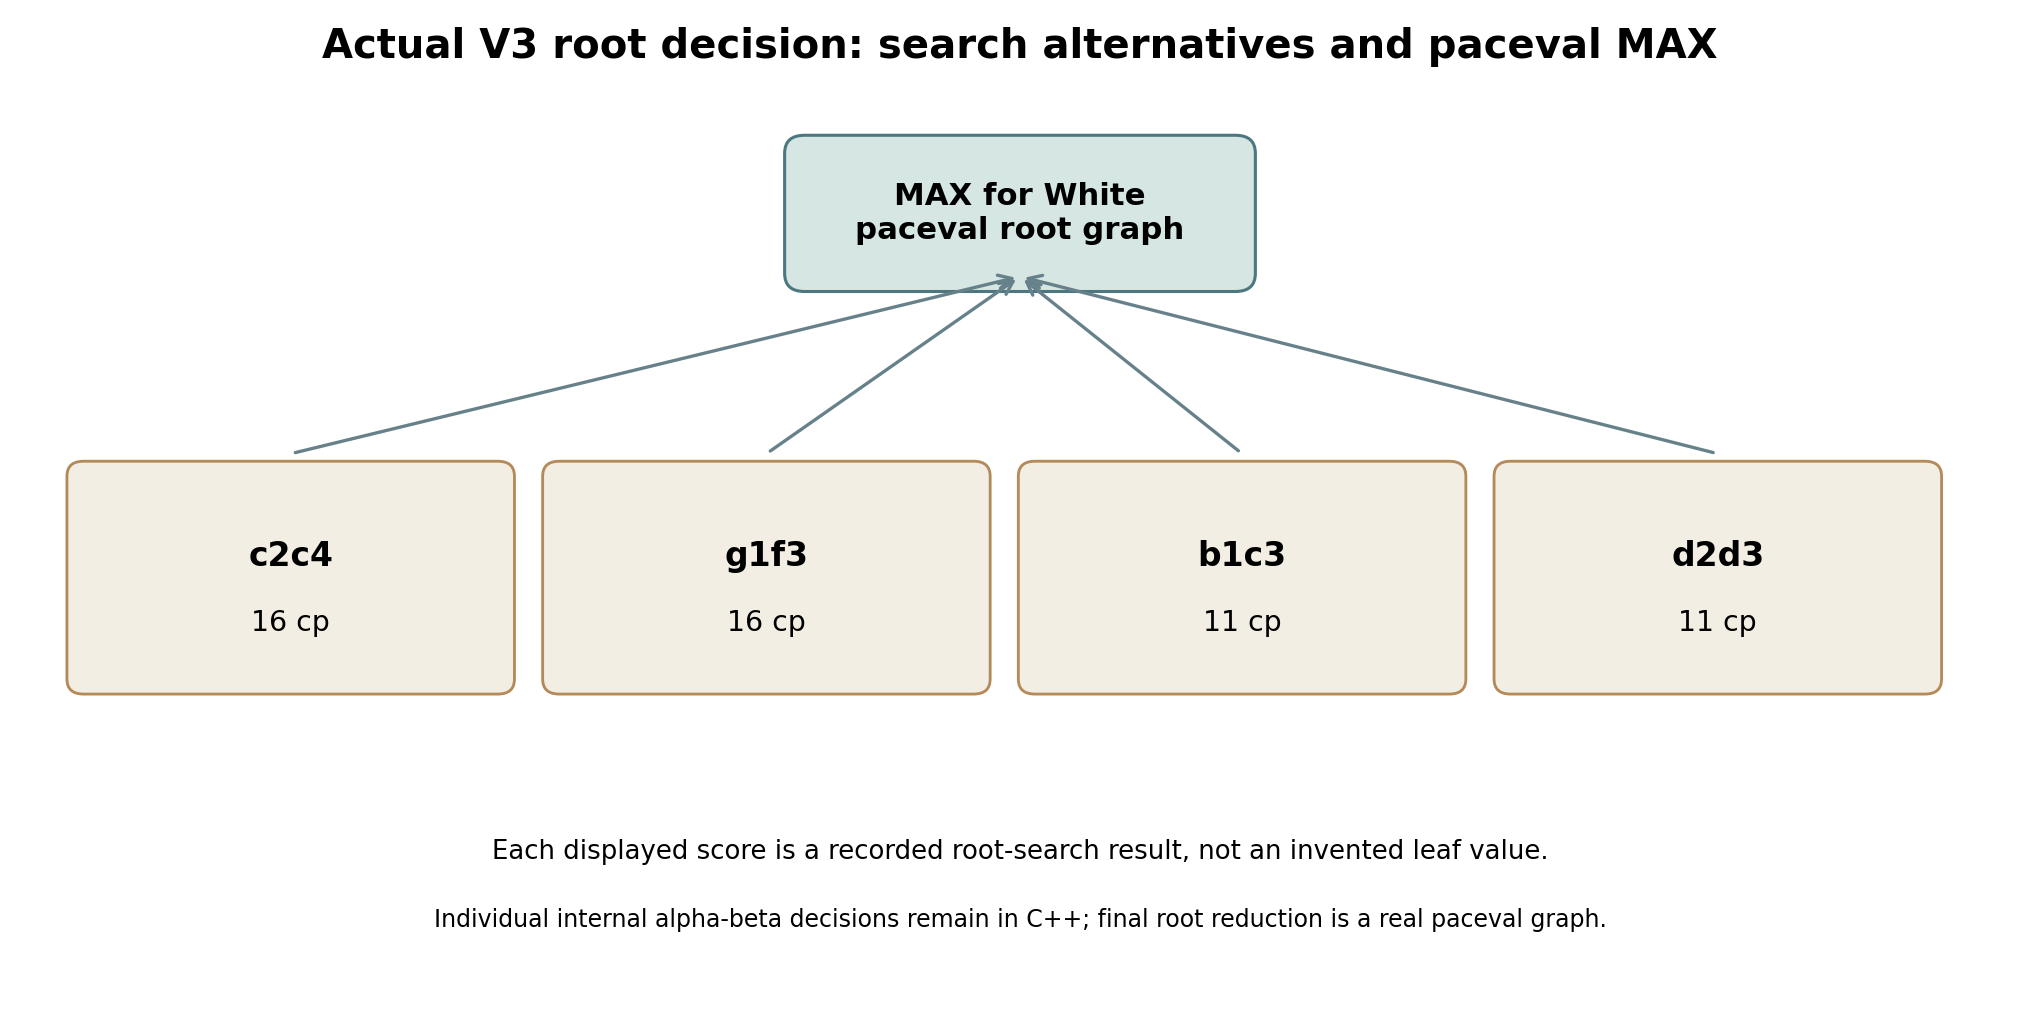 Actual V3 root decision: search alternatives and paceval MAX
MAX for White
paceval root graph
c2c4
16 cp
g1f3
16 cp
b1c3
11 cp
d2d3
11 cp
Each displayed score is a recorded root-search result, not an invented leaf value.
Individual internal alpha-beta decisions remain in C++; final root reduction is a real paceval graph.